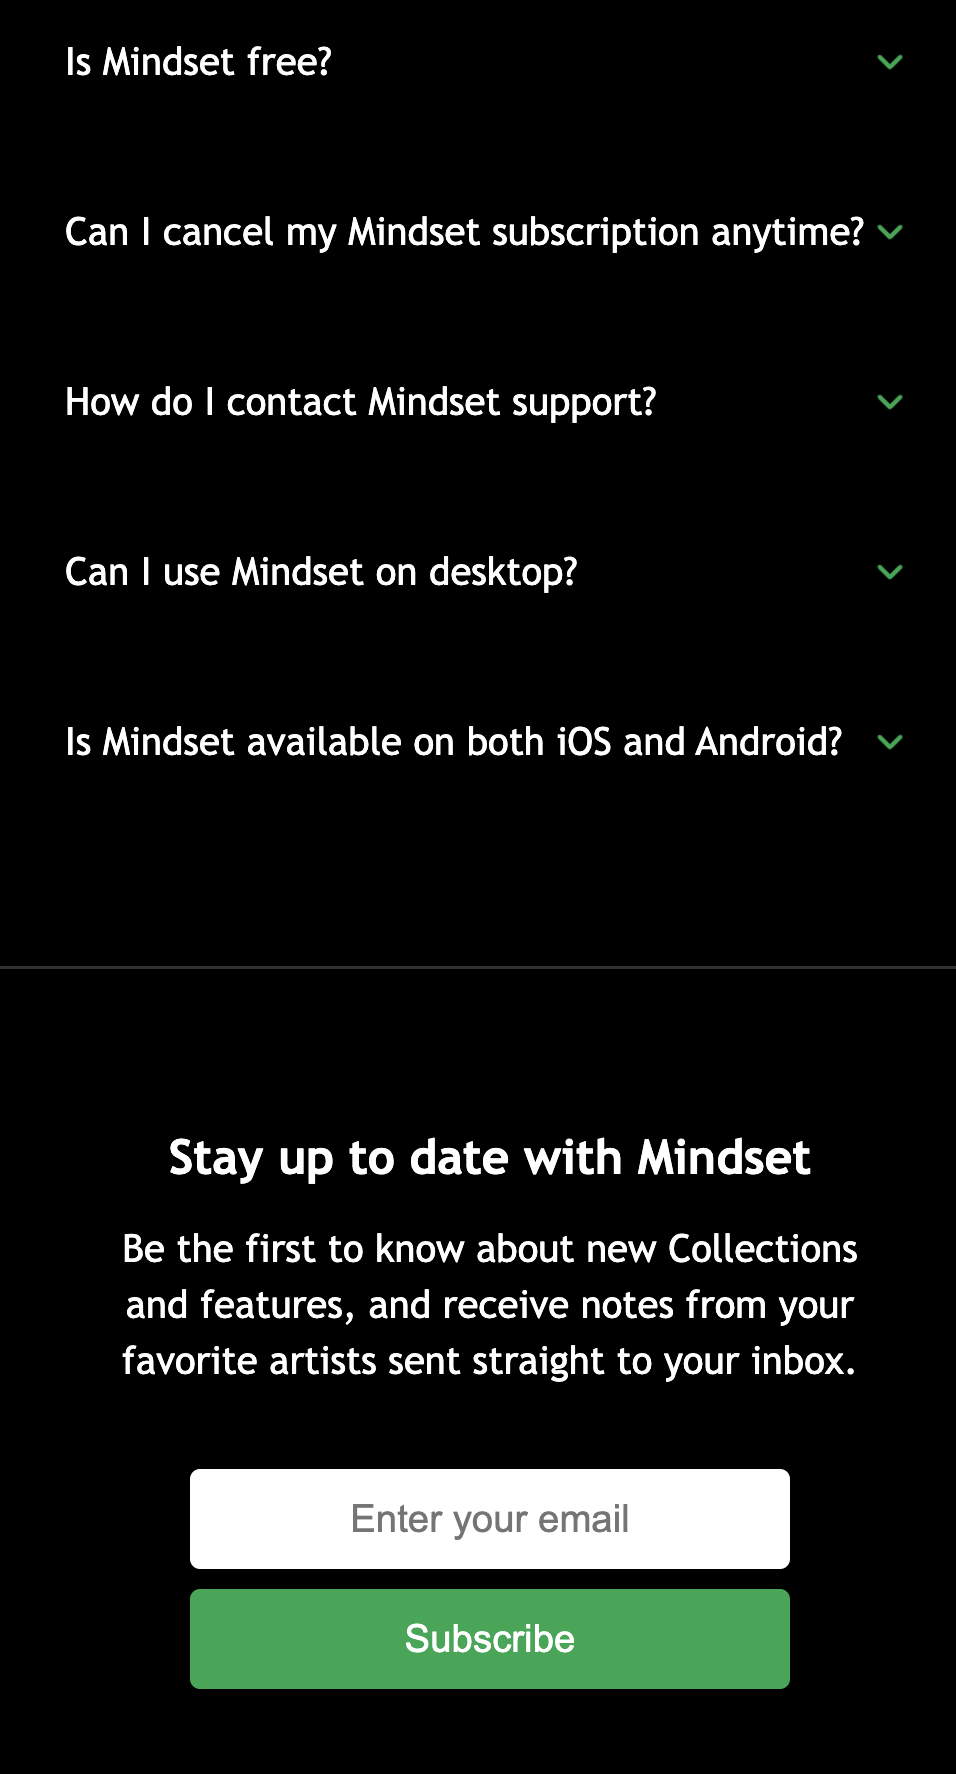 Is Mindset free?
Can I cancel my Mindset subscription anytime?
How do I contact Mindset support?
Can I use Mindset on desktop?
Is Mindset available on both iOS and Android?
Stay up to date with Mindset
Be the first to know about new Collections
and features, and receive notes from your
favorite artists sent straight to your inbox.
Enter your email
Subscribe